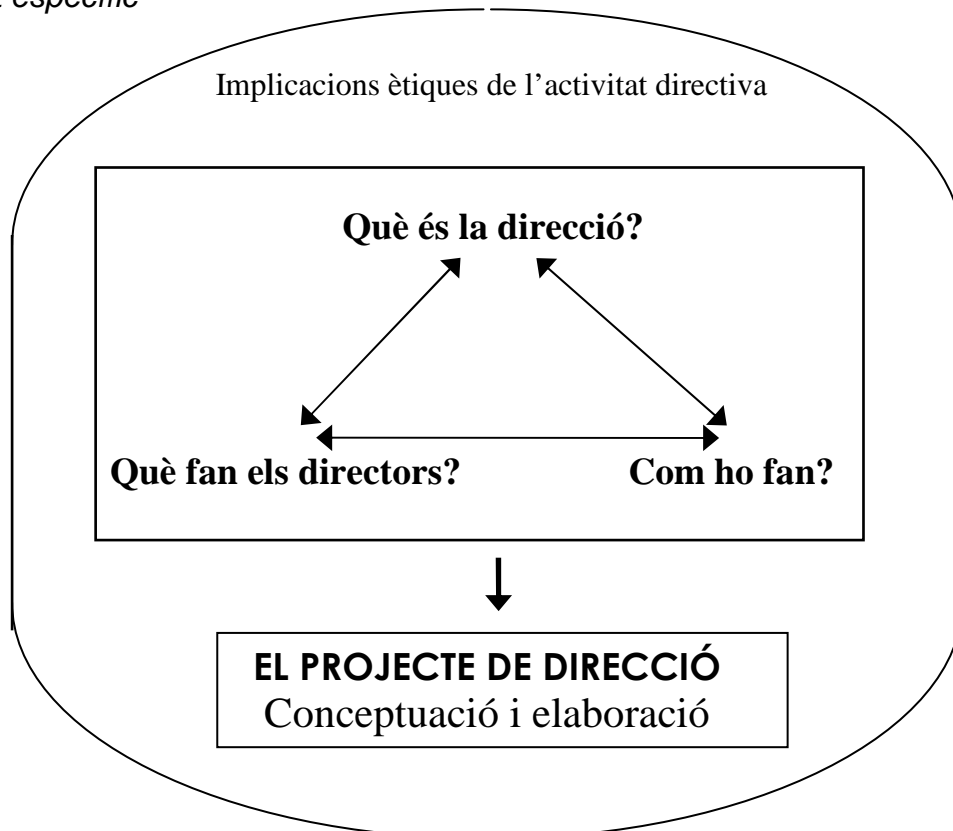 específic
Implicacions ètiques de l’activitat directiva
Què és la direcció?
Què fan els directors?
Com ho fan?
EL PROJECTE DE DIRECCIÓ
Conceptuació i elaboració